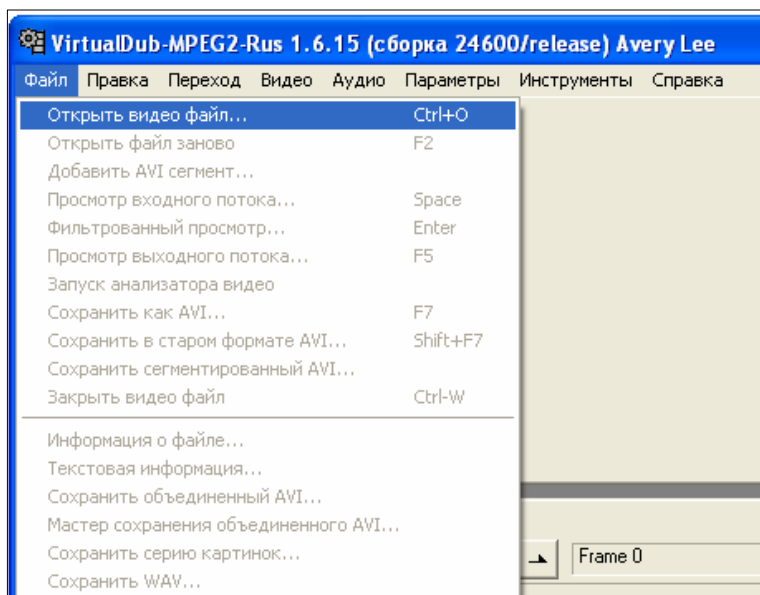 VirtualDub-MPEG2-Rus 1.6.15 (сборка 24600/release) Avery Lee
Файл Правка Переход Видео Аудио Параметры Инструменты Справка
Открыть видео файл... Ctrl+O
Открыть файл заново F2
Добавить AVI сегмент...
Просмотр входного потока... Space
Фильтрованный просмотр... Enter
Просмотр выходного потока... F5
Запуск анализатора видео
Сохранить как AVI... F7
Сохранить в старом формате AVI... Shift+F7
Сохранить сегментированный AVI...
Закрыть видео файл Ctrl-W
Информация о файле...
Текстовая информация...
Сохранить объединенный AVI...
Мастер сохранения объединенного AVI...
Сохранить серию картинок...
Frame 0
Сохранить WAV...